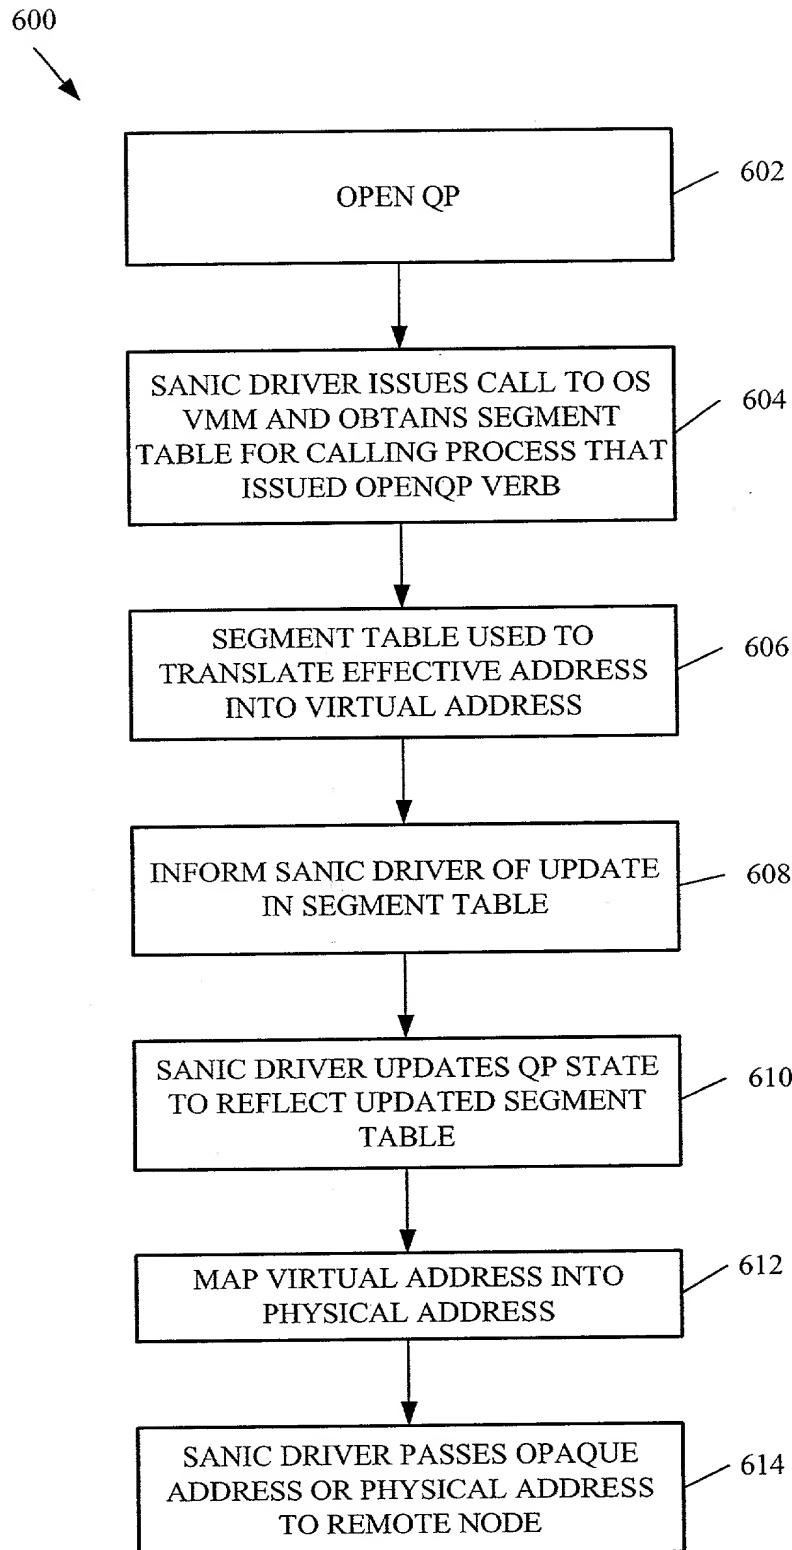 600
OPEN QP
602
SANIC DRIVER ISSUES CALL TO OS
VMM AND OBTAINS SEGMENT
TABLE FOR CALLING PROCESS THAT
ISSUED OPENQP VERB
604
SEGMENT TABLE USED TO
TRANSLATE EFFECTIVE ADDRESS
INTO VIRTUAL ADDRESS
606
INFORM SANIC DRIVER OF UPDATE
IN SEGMENT TABLE
608
SANIC DRIVER UPDATES QP STATE
TO REFLECT UPDATED SEGMENT
TABLE
610
MAP VIRTUAL ADDRESS INTO
PHYSICAL ADDRESS
612
SANIC DRIVER PASSES OPAQUE
ADDRESS OR PHYSICAL ADDRESS
TO REMOTE NODE
614